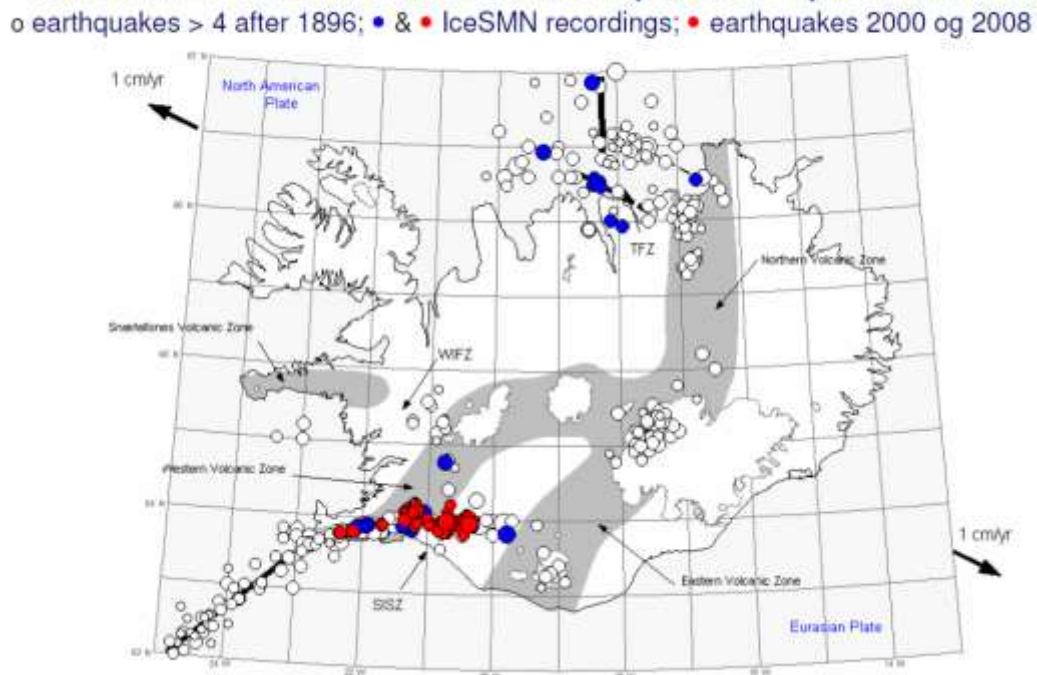 o earthquakes > 4 after 1896; • & • IceSMN recordings; • earthquakes 2000 og 2008
1 cm/yr
North American
Plate
TFZ
Northern Volcanic Zone
Snæfellsnes Volcanic Zone
WIFZ
Western Volcanic Zone
1 cm/yr
SISZ
Eastern Volcanic Zone
Eurasian Plate